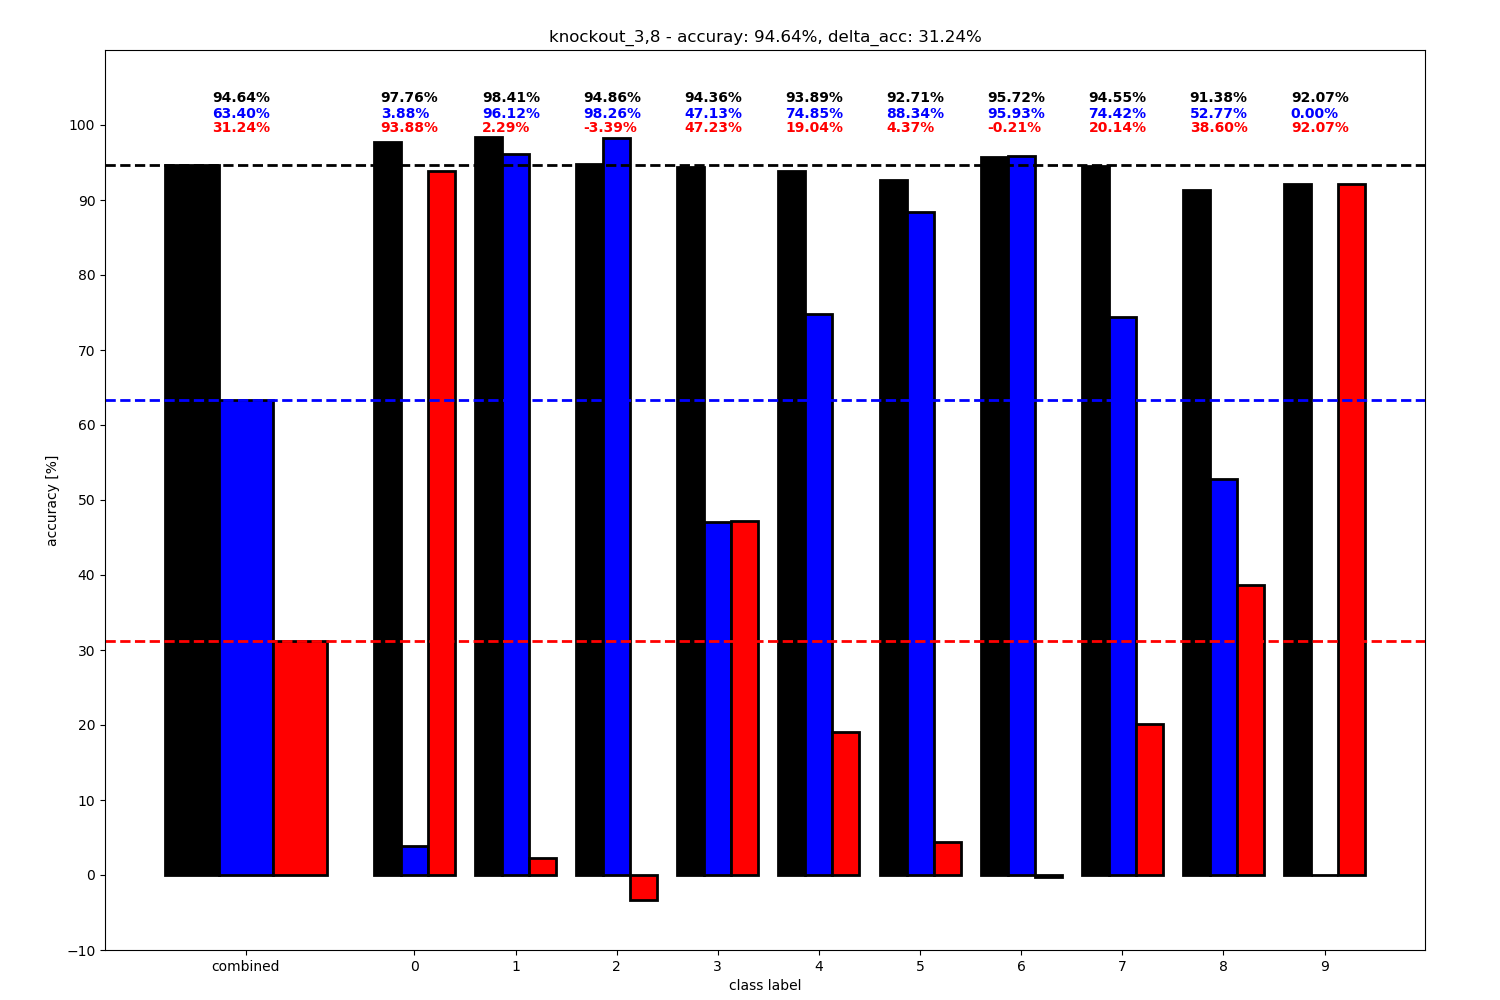 knockout_3,8 - accuray: 94.64%, delta_acc: 31.24%
94.64% 97.76% 98.41% 94.86% 94.36% 93.89% 92.71% 95.72% 94.55% 91.38% 92.07%
63.40% 3.88% 96.12% 98.26% 47.13% 74.85% 88.34% 95.93% 74.42% 52.77% 0.00%
31.24% 93.88% 2.29% -3.39% 47.23% 19.04% 4.37% -0.21% 20.14% 38.60% 92.07%
100
90
80
70
60
50
40
30
20
10
0
−10
accuracy [%]
combined 0 1 2 3 4 5 6 7 8 9
class label